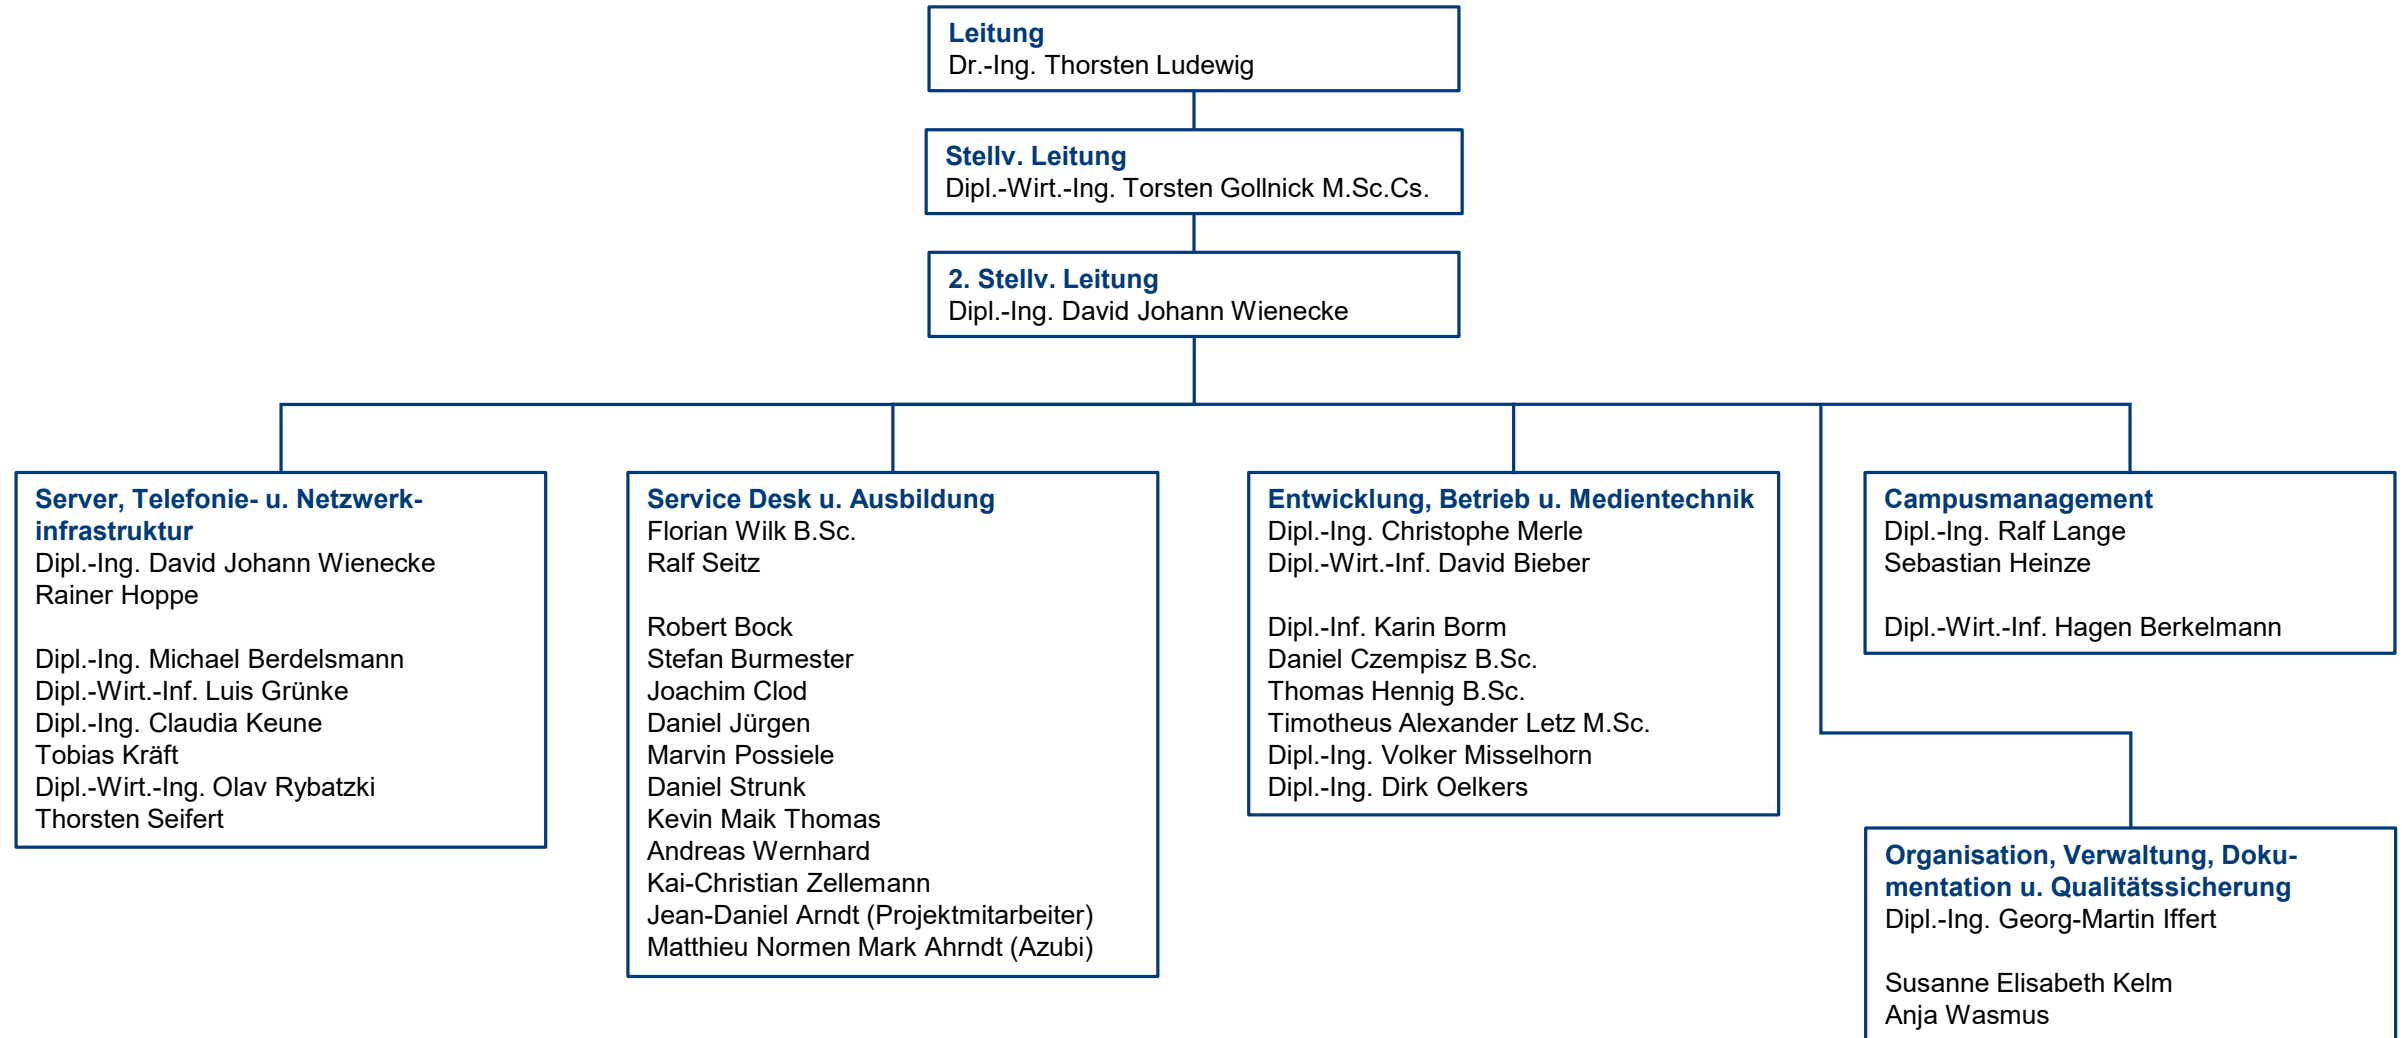 Leitung
Dr.-Ing. Thorsten Ludewig
Stellv. Leitung
Dipl.-Wirt.-Ing. Torsten Gollnick M.Sc.Cs.
2. Stellv. Leitung
Dipl.-Ing. David Johann Wienecke
Server, Telefonie- u. Netzwerk-
infrastruktur
Dipl.-Ing. David Johann Wienecke
Rainer Hoppe
Dipl.-Ing. Michael Berdelsmann
Dipl.-Wirt.-Inf. Luis Grünke
Dipl.-Ing. Claudia Keune
Tobias Kräft
Dipl.-Wirt.-Ing. Olav Rybatzki
Thorsten Seifert
Service Desk u. Ausbildung
Florian Wilk B.Sc.
Ralf Seitz
Robert Bock
Stefan Burmester
Joachim Clod
Daniel Jürgen
Marvin Possiele
Daniel Strunk
Kevin Maik Thomas
Andreas Wernhard
Kai-Christian Zellemann
Jean-Daniel Arndt (Projektmitarbeiter)
Matthieu Normen Mark Ahrndt (Azubi)
Entwicklung, Betrieb u. Medientechnik
Dipl.-Ing. Christophe Merle
Dipl.-Wirt.-Inf. David Bieber
Dipl.-Inf. Karin Borm
Daniel Czempisz B.Sc.
Thomas Hennig B.Sc.
Timotheus Alexander Letz M.Sc.
Dipl.-Ing. Volker Misselhorn
Dipl.-Ing. Dirk Oelkers
Campusmanagement
Dipl.-Ing. Ralf Lange
Sebastian Heinze
Dipl.-Wirt.-Inf. Hagen Berkelmann
Organisation, Verwaltung, Doku-
mentation u. Qualitätssicherung
Dipl.-Ing. Georg-Martin Iffert
Susanne Elisabeth Kelm
Anja Wasmus